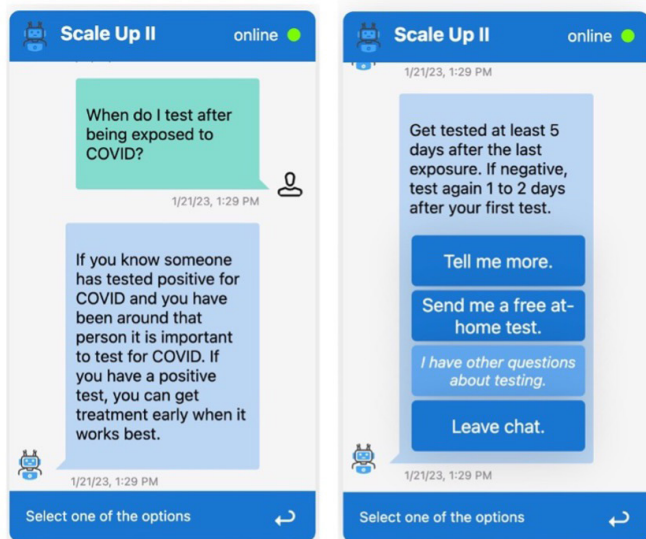 Scale Up II
online
When do I test after
being exposed to
COVID?
1/21/23, 1:29 PM
If you know someone
has tested positive for
COVID and you have
been around that
person it is important
to test for COVID. If
you have a positive
test, you can get
treatment early when it
works best.
1/21/23, 1:29 PM
Select one of the options
Scale Up II
online
1/21/23, 1:29 PM
Get tested at least 5
days after the last
exposure. If negative,
test again 1 to 2 days
after your first test.
Tell me more.
Send me a free at-
home test.
I have other questions
about testing.
Leave chat.
1/21/23, 1:29 PM
Select one of the options